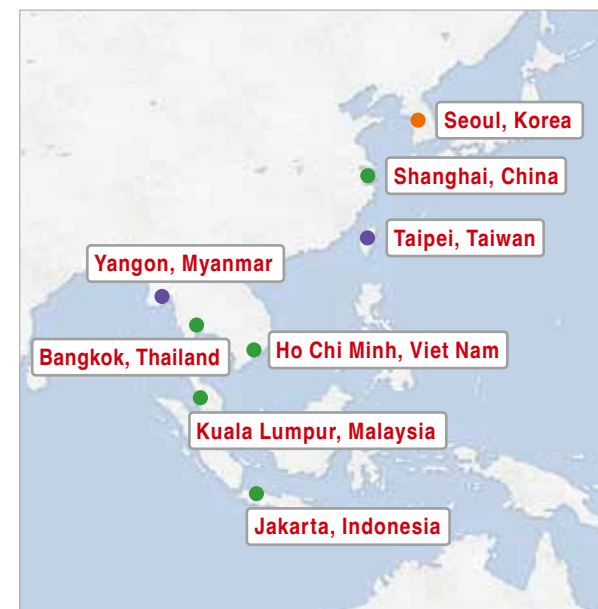 Seoul, Korea
Shanghai, China
Taipei, Taiwan
Yangon, Myanmar
Bangkok, Thailand
Ho Chi Minh, Viet Nam
Kuala Lumpur, Malaysia
Jakarta, Indonesia